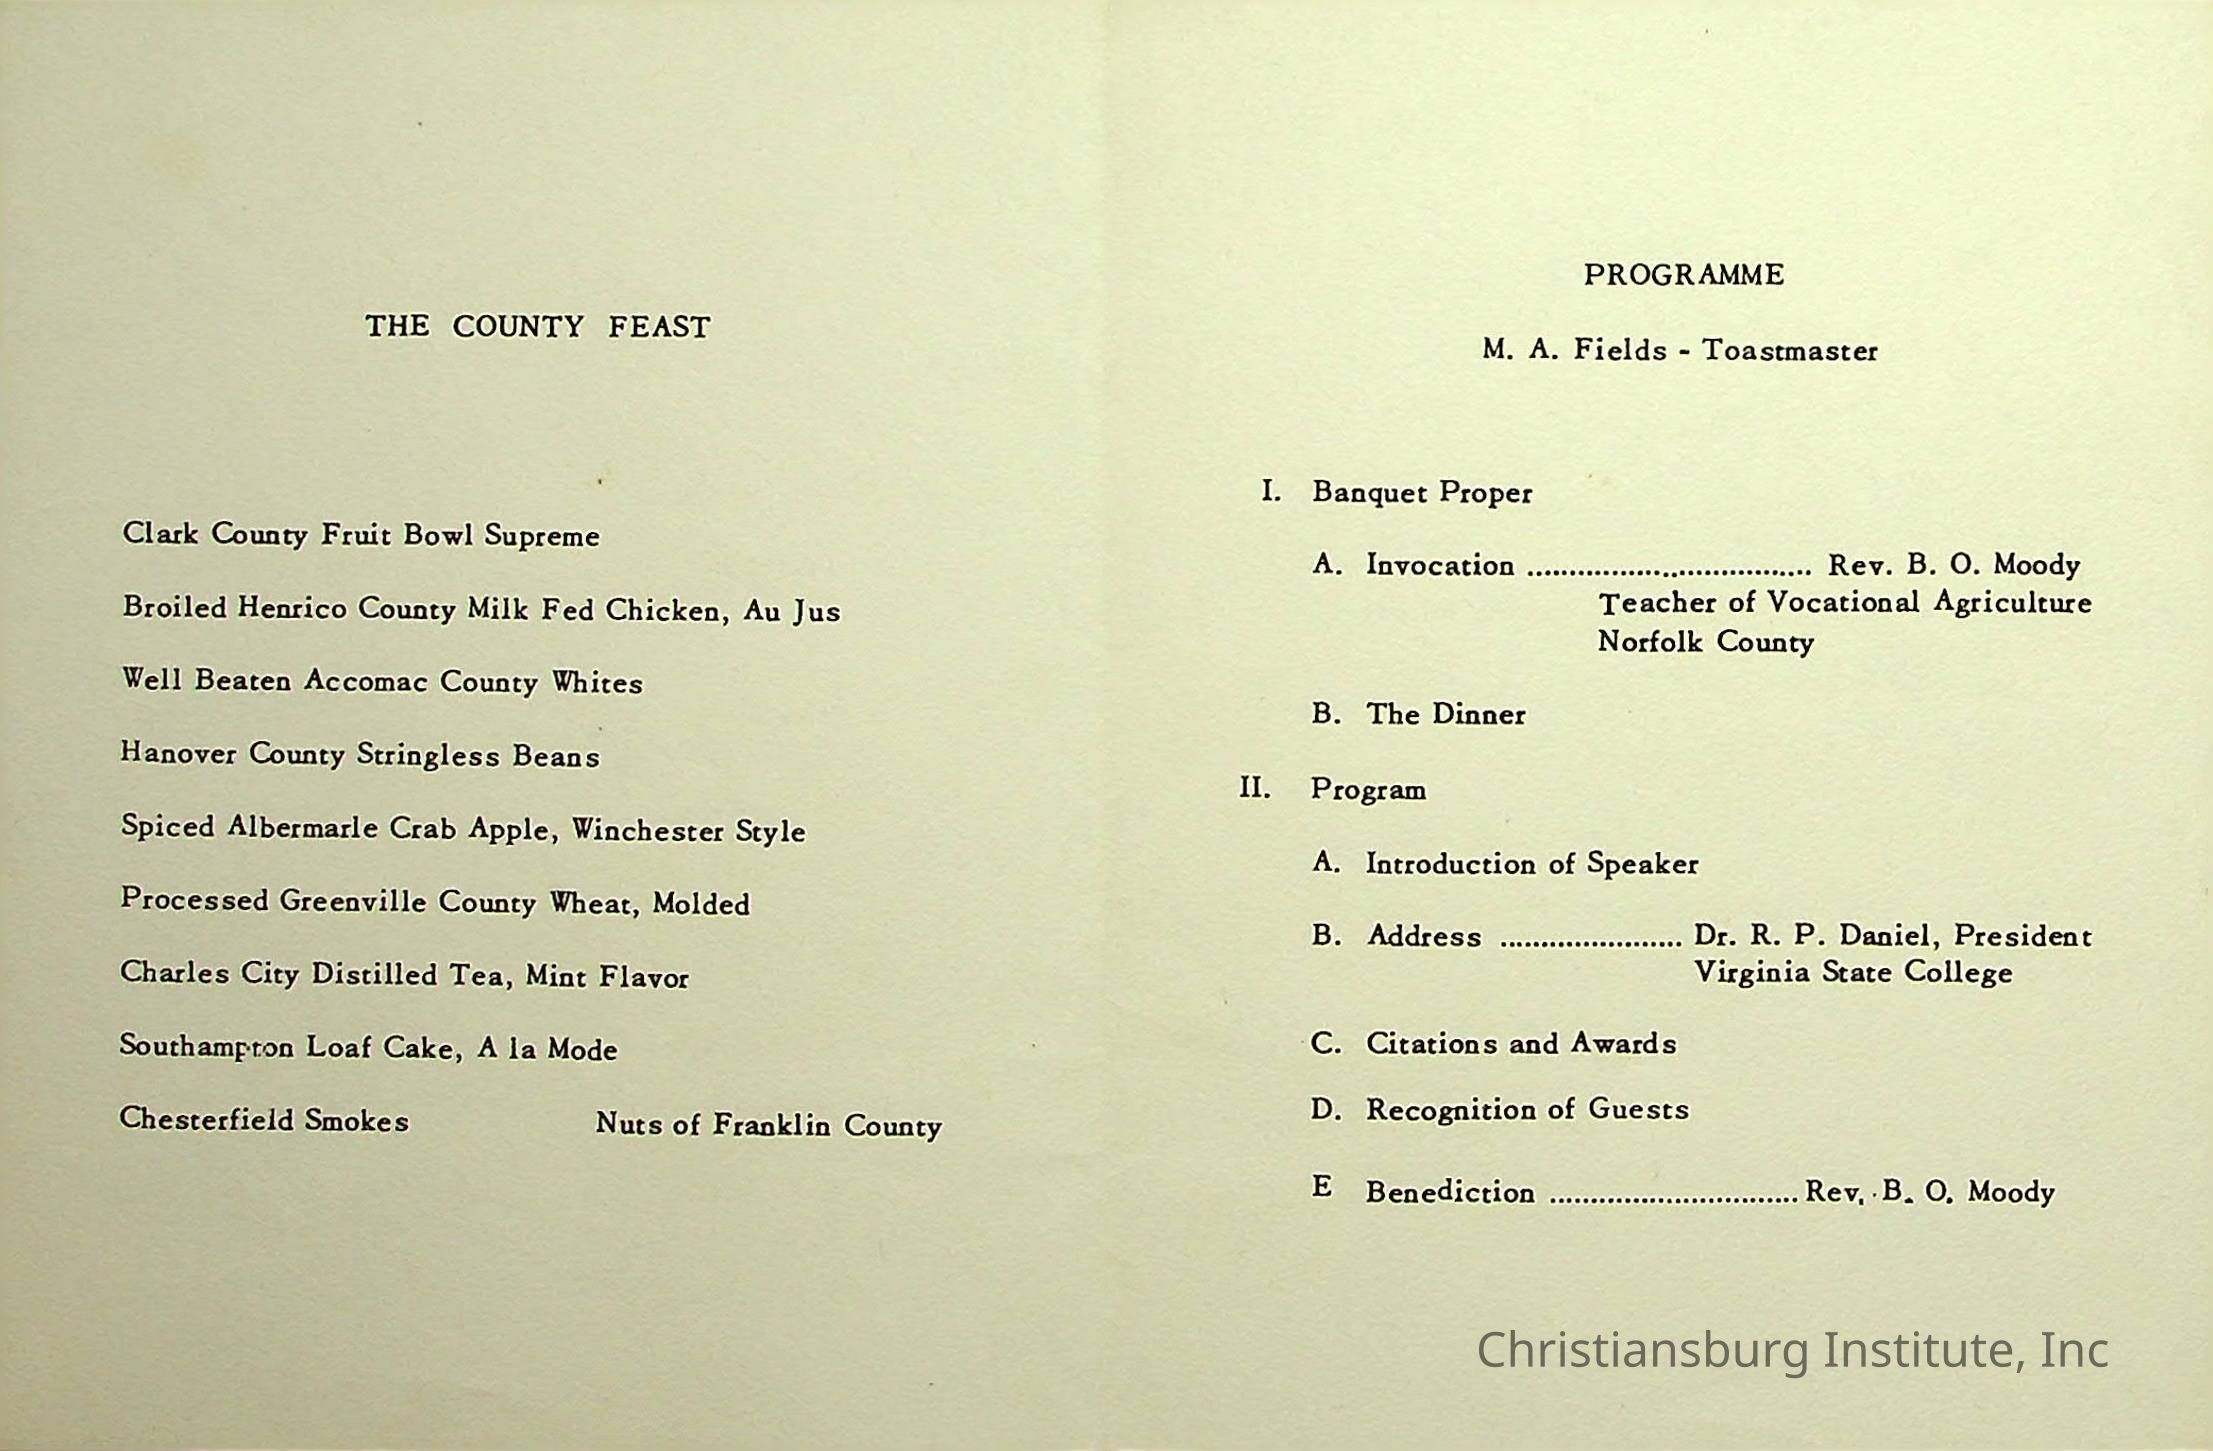 THE COUNTY FEAST
Clark County Fruit Bowl Supreme
Broiled Henrico County Milk Fed Chicken, Au Jus
Well Beaten Accomac County Whites
Hanover County Stringless Beans
Spiced Albermarle Crab Apple, Winchester Style
Processed Greenville County Wheat, Molded
Charles City Distilled Tea, Mint Flavor
Southampton Loaf Cake, A la Mode
Chesterfield Smokes Nuts of Franklin County
PROGRAMME
M. A. Fields - Toastmaster
I. Banquet Proper
A. Invocation .................................. Rev. B. O. Moody
Teacher of Vocational Agriculture
Norfolk County
B. The Dinner
II. Program
A. Introduction of Speaker
B. Address ...................... Dr. R. P. Daniel, President
Virginia State College
C. Citations and Awards
D. Recognition of Guests
E Benediction .............................. Rev. B. O. Moody
Christiansburg Institute, Inc